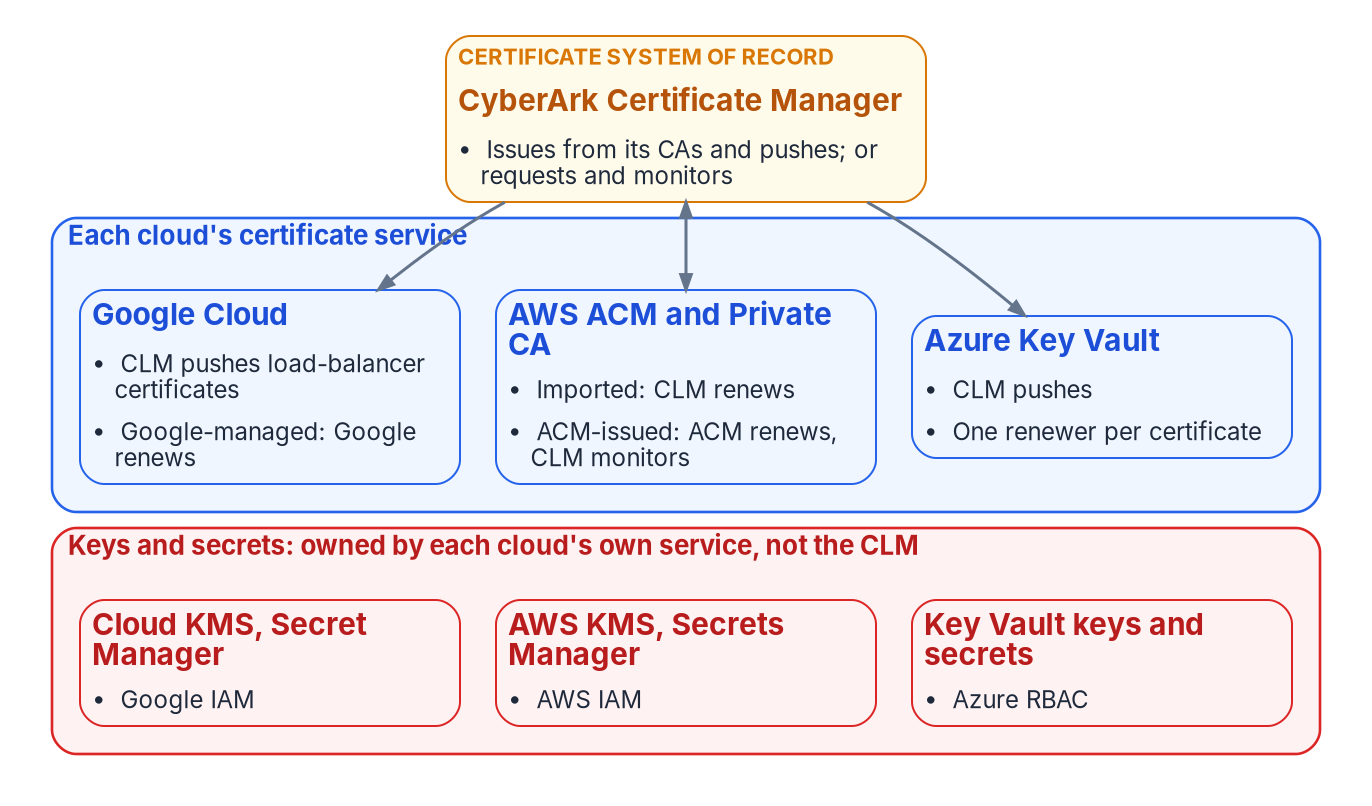 CERTIFICATE SYSTEM OF RECORD
CyberArk Certificate Manager
• Issues from its CAs and pushes; or
requests and monitors
Each cloud's certificate service
Google Cloud
• CLM pushes load-balancer
certificates
• Google-managed: Google
renews
AWS ACM and Private
CA
• Imported: CLM renews
• ACM-issued: ACM renews,
CLM monitors
Azure Key Vault
• CLM pushes
• One renewer per certificate
Keys and secrets: owned by each cloud's own service, not the CLM
Cloud KMS, Secret
Manager
• Google IAM
AWS KMS, Secrets
Manager
• AWS IAM
Key Vault keys and
secrets
• Azure RBAC